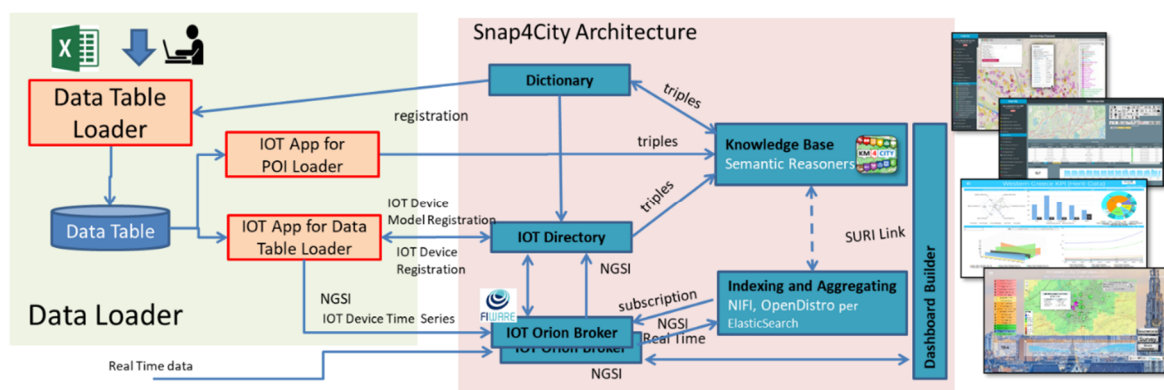 Snap4City Architecture
Data Table
Loader
Dictionary
registration
triples
IOT App for
POI Loader
triples
Knowledge Base
Semantic Reasoners
KM4CITY
Data Table
IOT App for Data
Table Loader
IOT Device
Model Registration
IOT Device
Registration
IOT Directory
triples
SURI Link
NGSI
Data Loader
NGSI
IOT Device Time Series
FIWARE
IOT Orion Broker
IOT Orion Broker
subscription
NGSI
Real Time
Indexing and Aggregating
NIFI, OpenDistro per
ElasticSearch
Dashboard Builder
Real Time data
NGSI